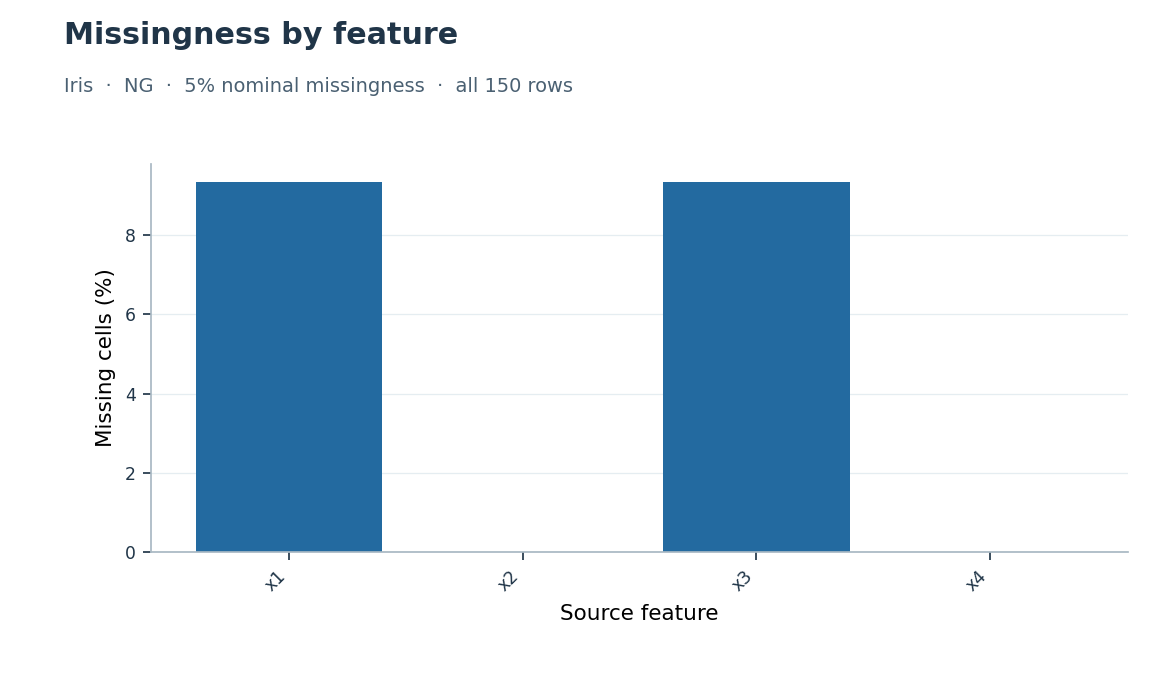 Missingness by feature
Iris · NG · 5% nominal missingness · all 150 rows
8
6
4
2
0
Missing cells (%)
x1
x2
x3
x4
Source feature